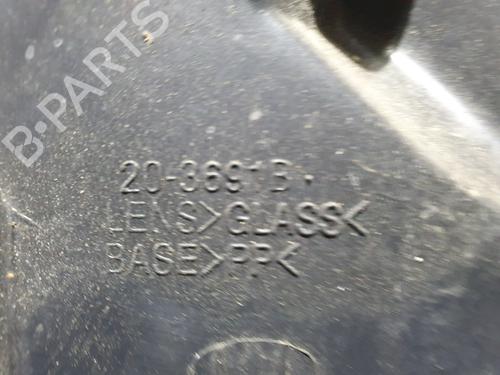 B-PARTS
20-3691B
LENS>GLASS<
BASE>PP<